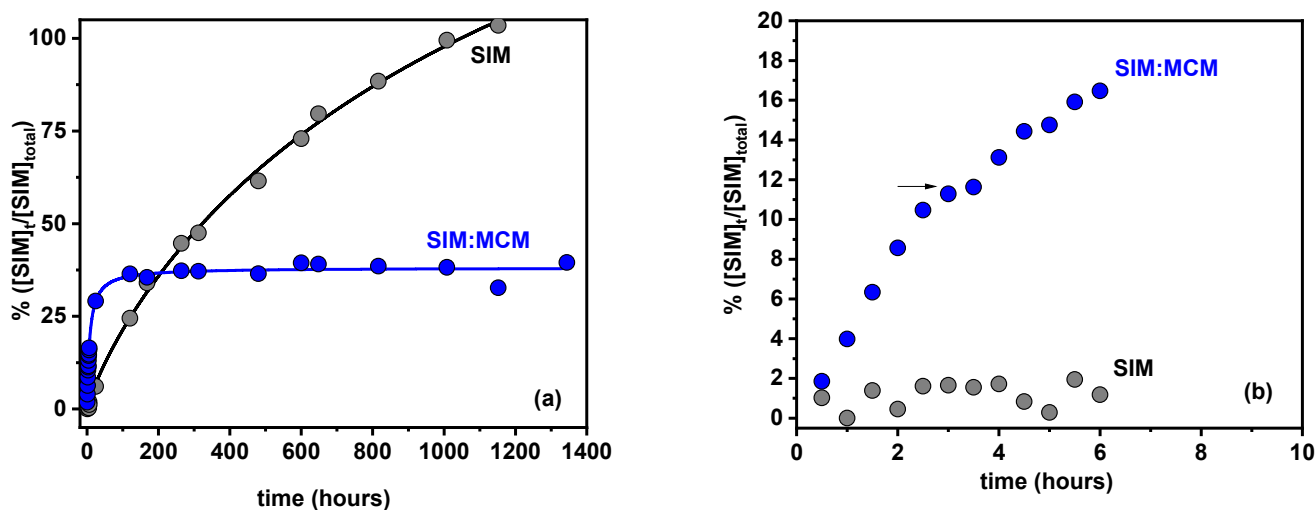 % ([SIM]t/[SIM]total)
100
75
50
25
0
SIM
SIM:MCM
(a)
0 200 400 600 800 1000 1200 1400
time (hours)
% ([SIM]t/[SIM]total)
20
18
16
14
12
10
8
6
4
2
0
SIM:MCM
SIM
(b)
0 2 4 6 8 10
time (hours)